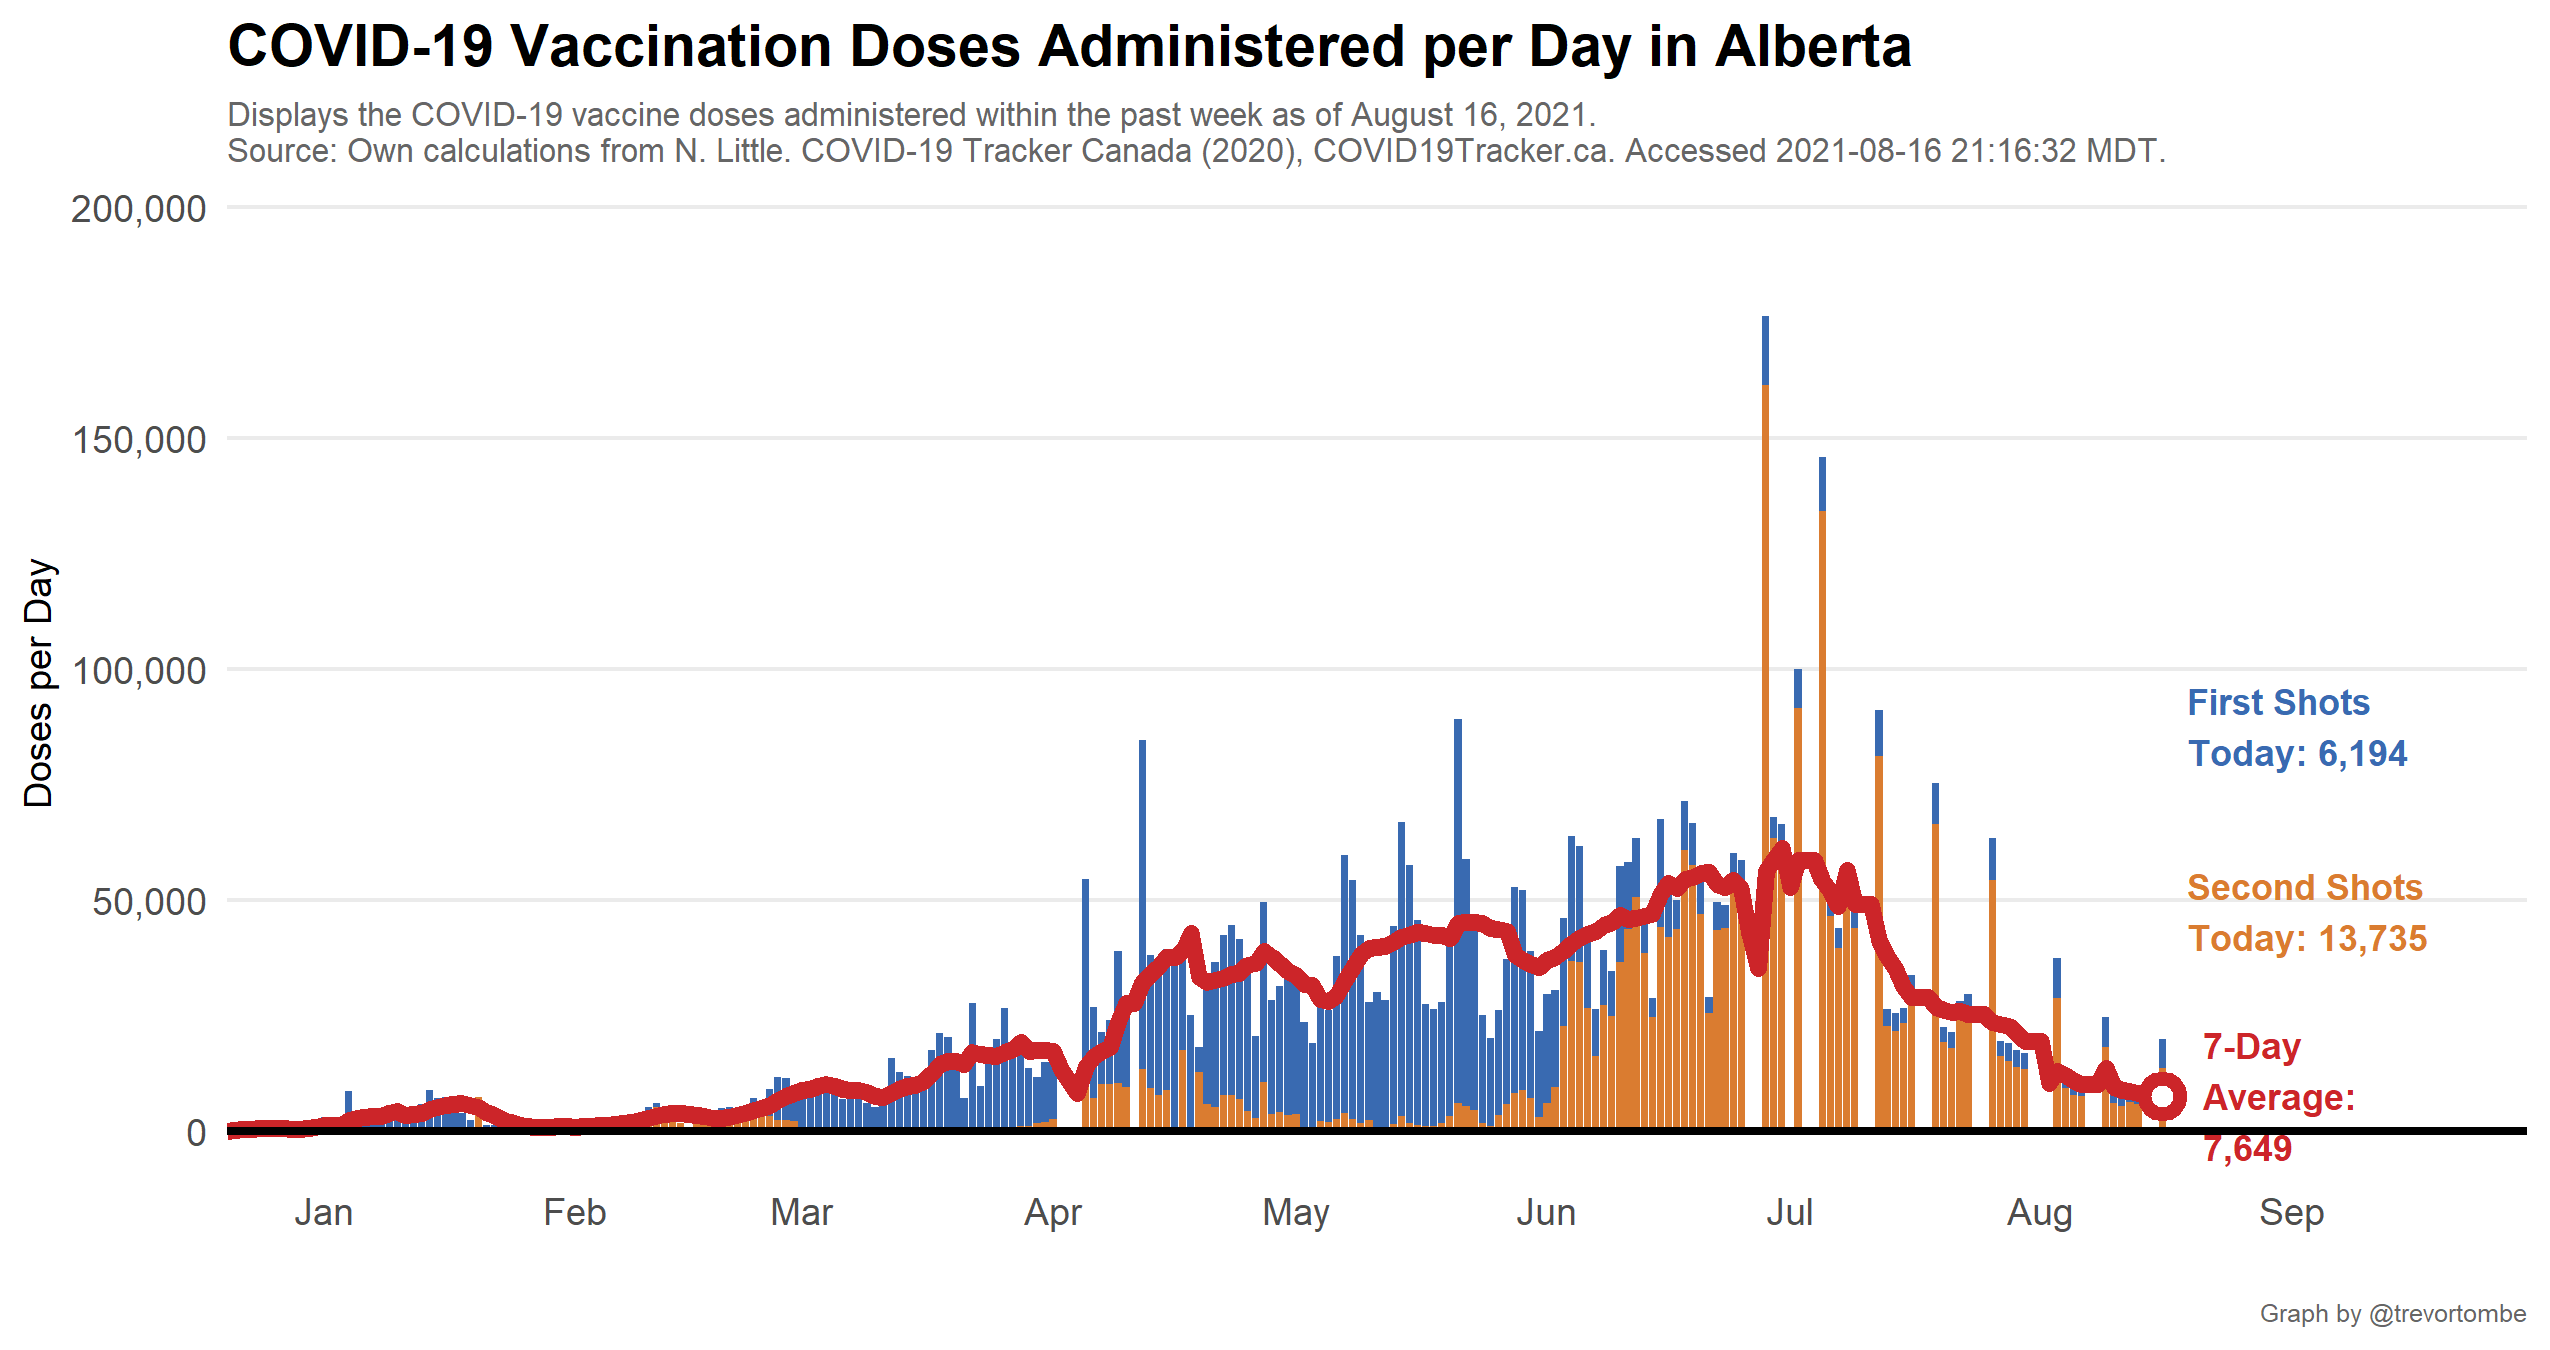 COVID-19 Vaccination Doses Administered per Day in Alberta
Displays the COVID-19 vaccine doses administered within the past week as of August 16, 2021.
Source: Own calculations from N. Little. COVID-19 Tracker Canada (2020), COVID19Tracker.ca. Accessed 2021-08-16 21:16:32 MDT.
Doses per Day
200,000
150,000
100,000
50,000
0
First Shots
Today: 6,194
Second Shots
Today: 13,735
7-Day
Average:
7,649
Jan Feb Mar Apr May Jun Jul Aug Sep
Graph by @trevortombe